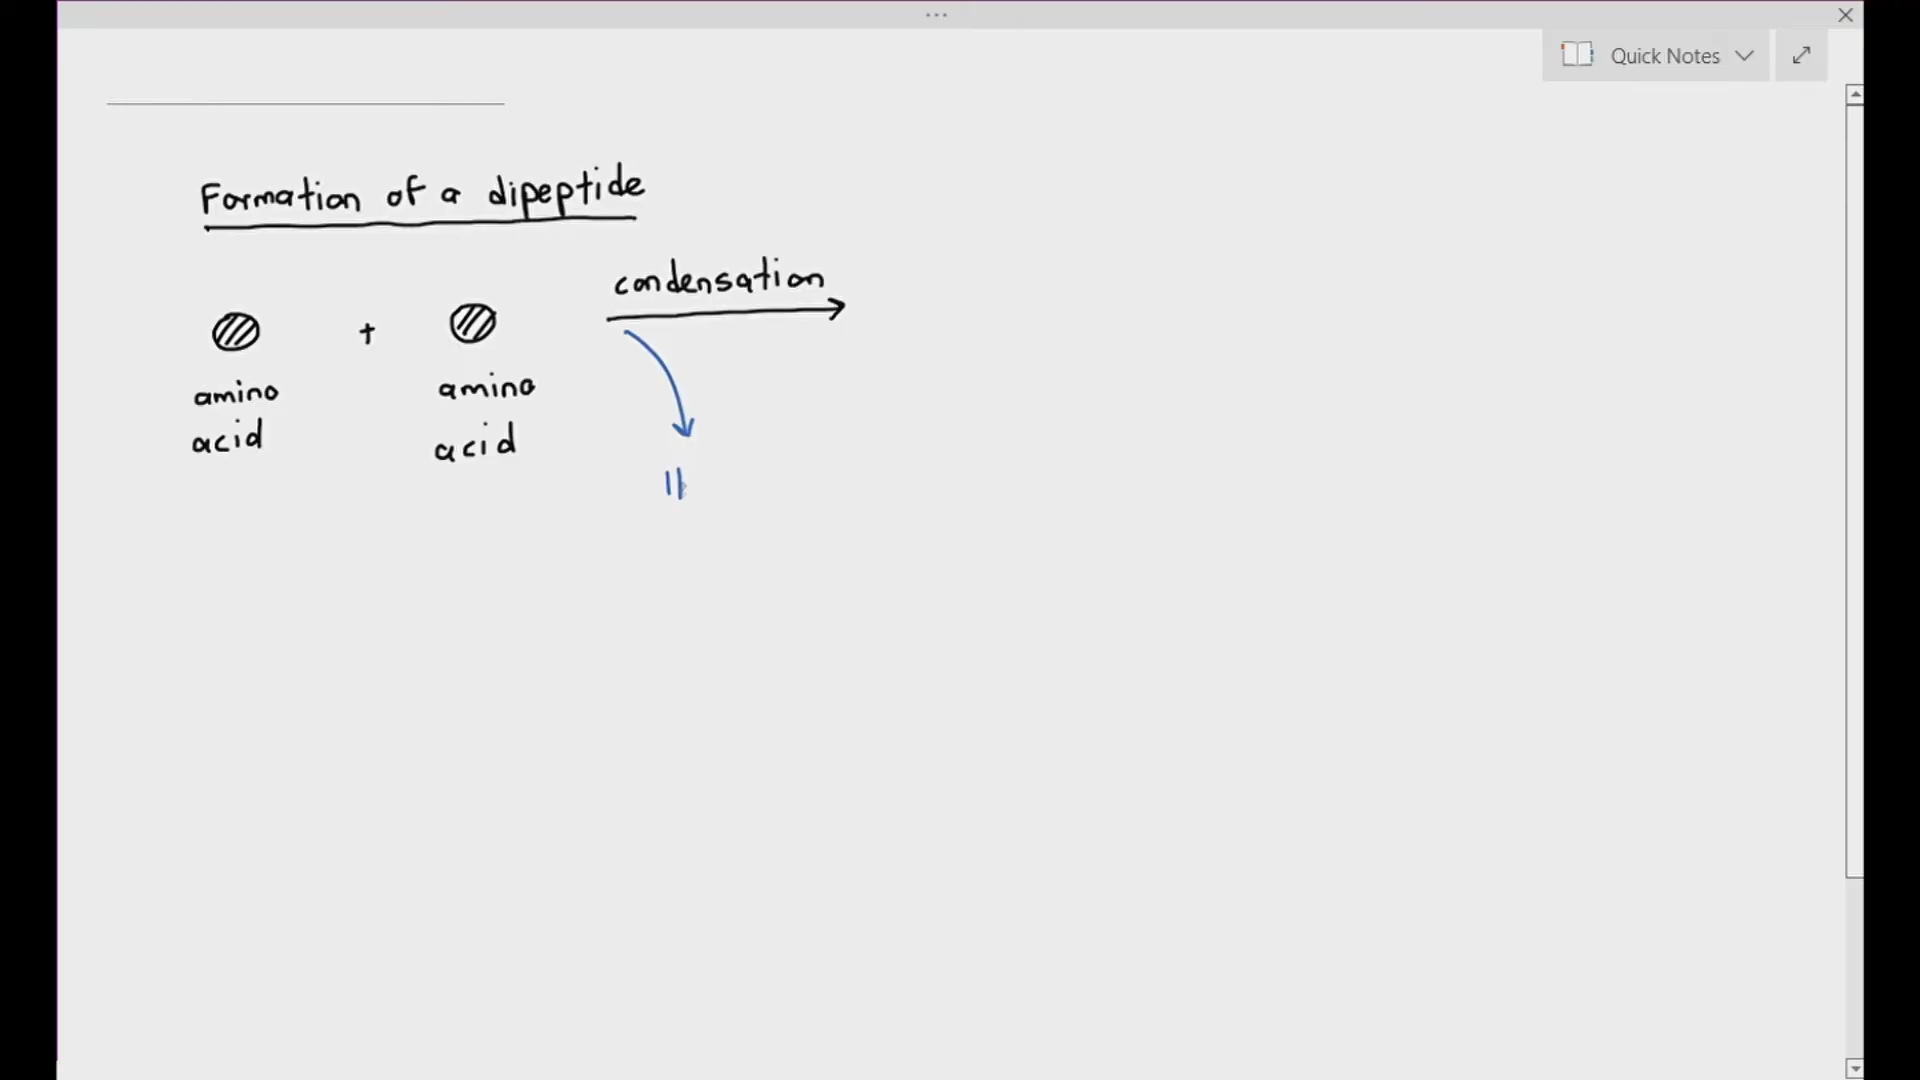 Quick Notes
Formation of a dipeptide
condensation
+
amino
acid
amino
acid